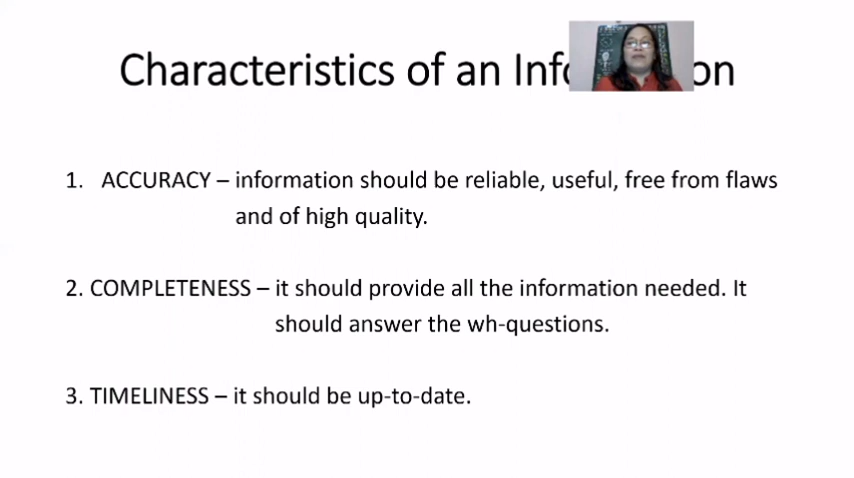 Characteristics of an
1. ACCURACY – information should be reliable, useful, free from flaws
and of high quality.
2. COMPLETENESS – it should provide all the information needed. It
should answer the wh-questions.
3. TIMELINESS – it should be up-to-date.